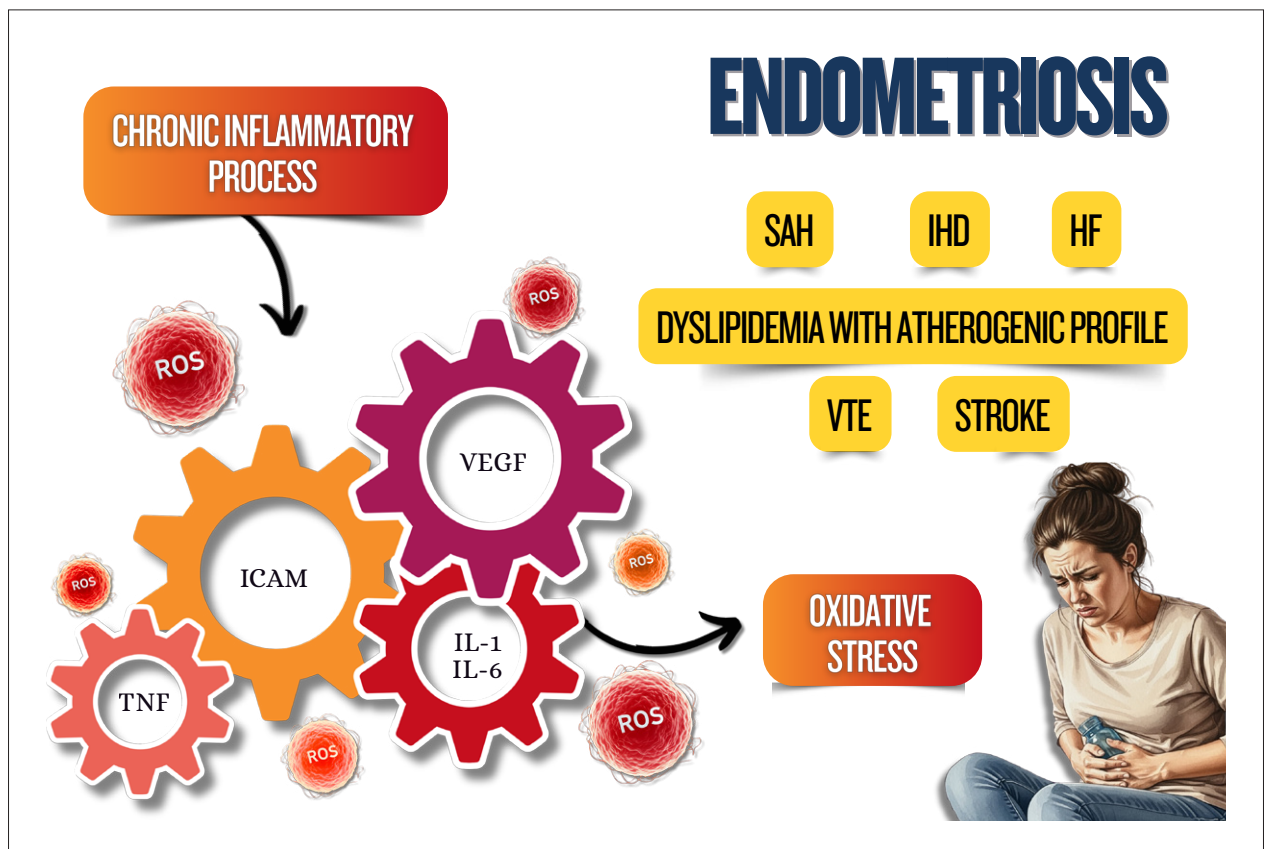 ENDOMETRIOSIS
CHRONIC INFLAMMATORY
PROCESS
SAH
IHD
HF
DYSLIPIDEMIA WITH ATHEROGENIC PROFILE
VTE
STROKE
ROS
ROS
VEGF
ICAM
ROS
ROS
IL-1
IL-6
TNF
ROS
ROS
OXIDATIVE
STRESS